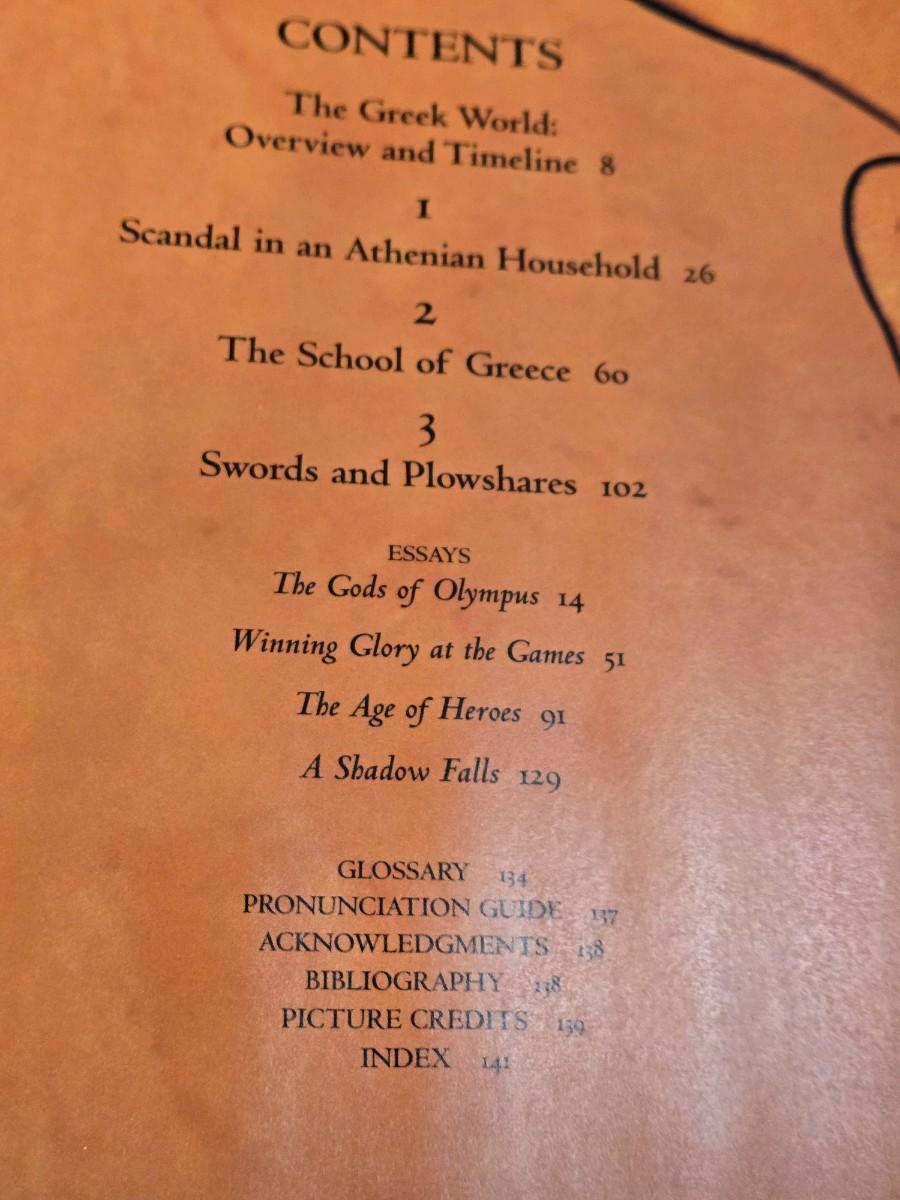 CONTENTS
The Greek World:
Overview and Timeline 8
1
Scandal in an Athenian Household 26
2
The School of Greece 60
3
Swords and Plowshares 102
ESSAYS
The Gods of Olympus 14
Winning Glory at the Games 51
The Age of Heroes 91
A Shadow Falls 129
GLOSSARY 134
PRONUNCIATION GUIDE 137
ACKNOWLEDGMENTS 138
BIBLIOGRAPHY 138
PICTURE CREDITS 139
INDEX 141